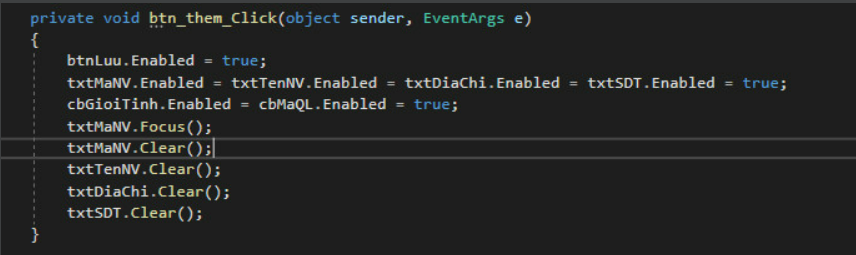 private void btn_them_Click(object sender, EventArgs e)
{
btnLuu.Enabled = true;
txtMaNV.Enabled = txtTenNV.Enabled = txtDiaChi.Enabled = txtSDT.Enabled = true;
cbGioiTinh.Enabled = cbMaQL.Enabled = true;
txtMaNV.Focus();
txtMaNV.Clear();
txtTenNV.Clear();
txtDiaChi.Clear();
txtSDT.Clear();
}